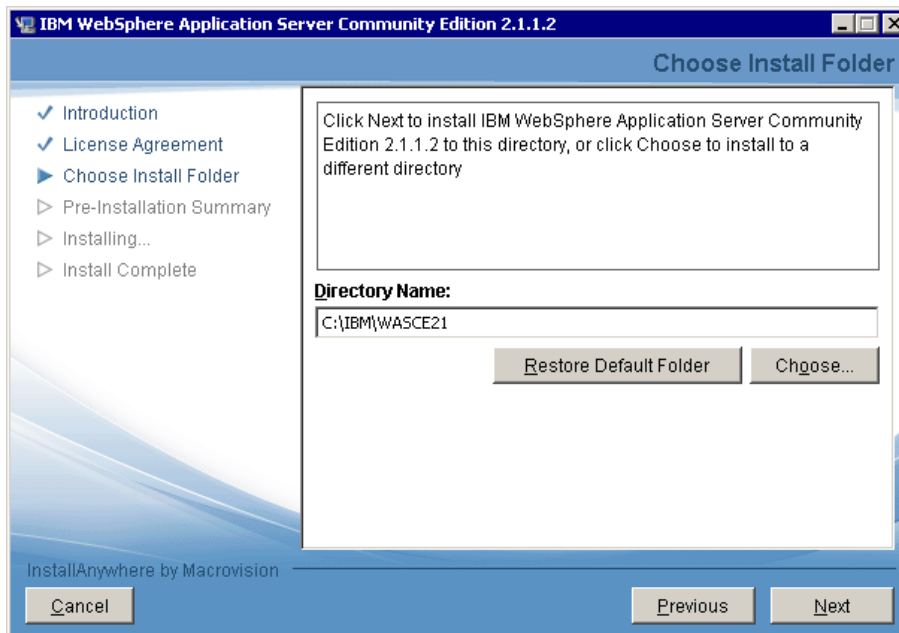 IBM WebSphere Application Server Community Edition 2.1.1.2
Choose Install Folder
Introduction
License Agreement
Choose Install Folder
Pre-Installation Summary
Installing...
Install Complete
Click Next to install IBM WebSphere Application Server Community
Edition 2.1.1.2 to this directory, or click Choose to install to a
different directory
Directory Name:
C:\IBM\WASCE21
Restore Default Folder
Choose...
InstallAnywhere by Macrovision
Cancel
Previous
Next